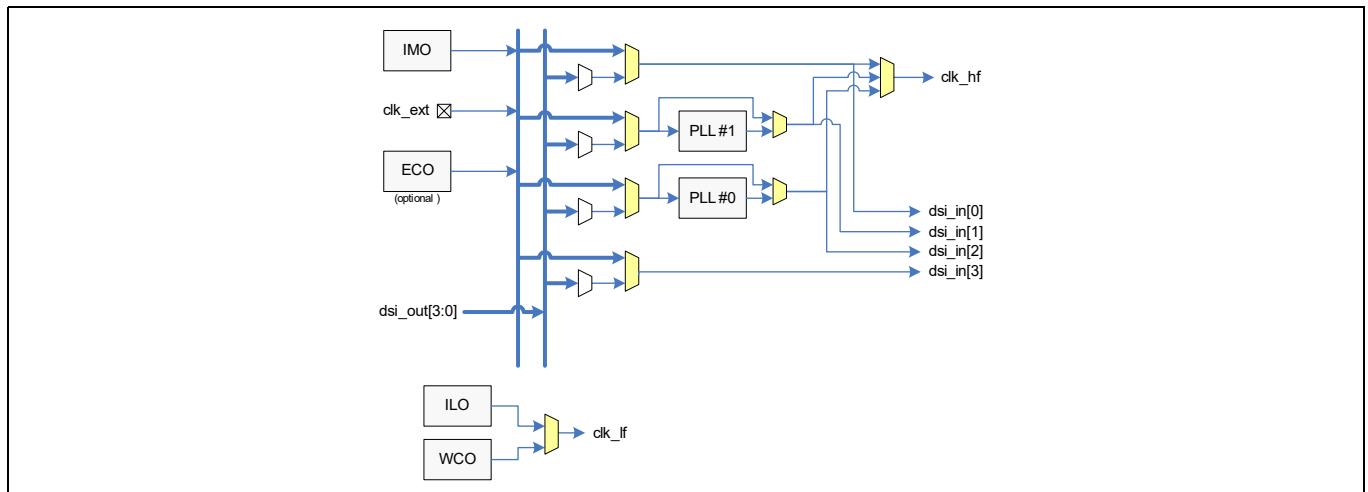 IMO
clk_hf
clk_ext
PLL #1
ECO
(optional )
PLL #0
dsi_in[0]
dsi_in[1]
dsi_in[2]
dsi_in[3]
dsi_out[3:0]
ILO
clk_lf
WCO